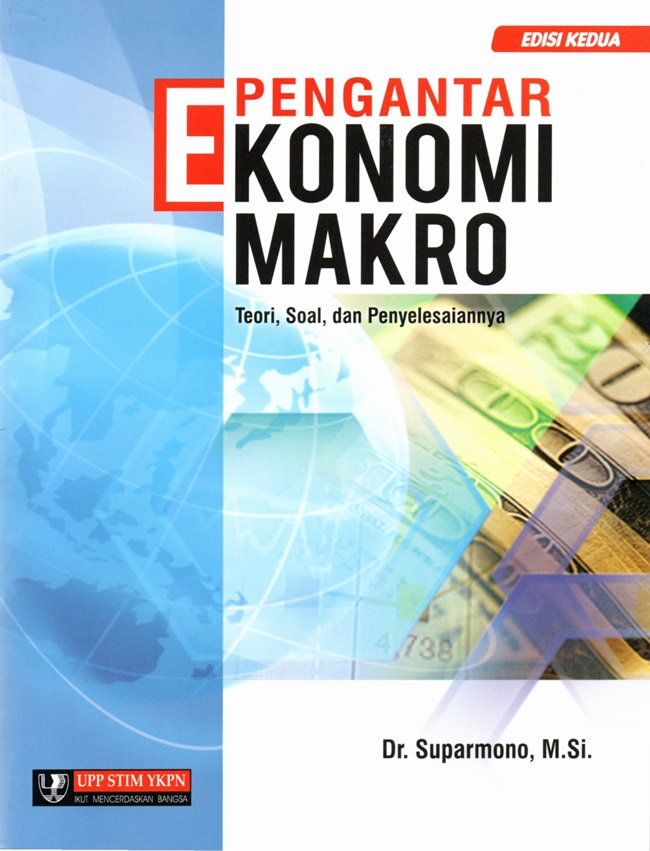 EDISI KEDUA
PENGANTAR
EKONOMI
MAKRO
Teori, Soal, dan Penyelesaiannya
4,738
Dr. Suparmono, M.Si.
UPP STIM YKPN
IKUT MENCERDASKAN BANGSA